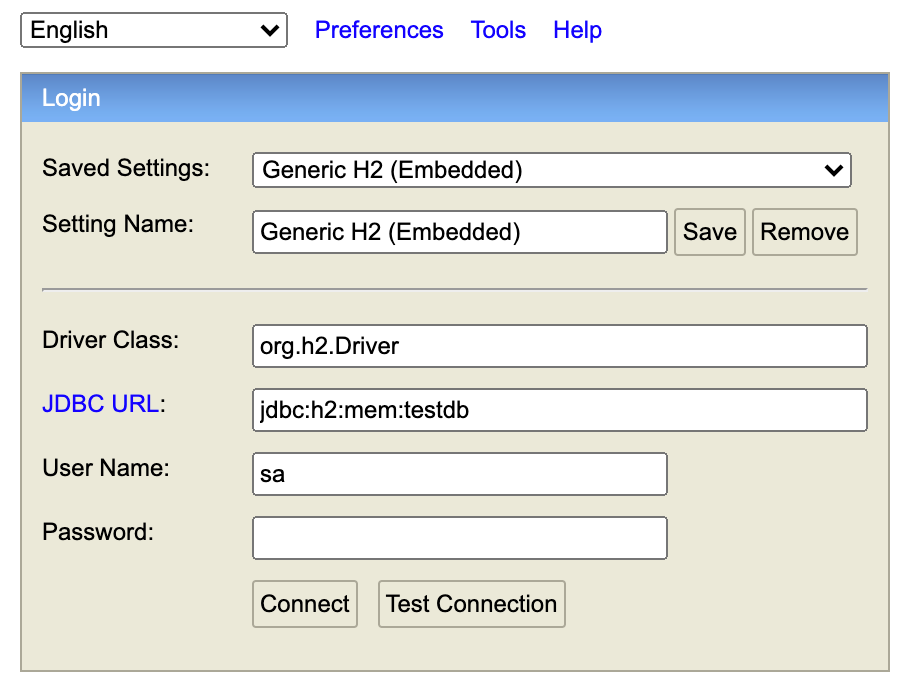 English Preferences Tools Help
Login
Saved Settings: Generic H2 (Embedded)
Setting Name: Generic H2 (Embedded) Save Remove
Driver Class: org.h2.Driver
JDBC URL: jdbc:h2:mem:testdb
User Name: sa
Password:
Connect Test Connection